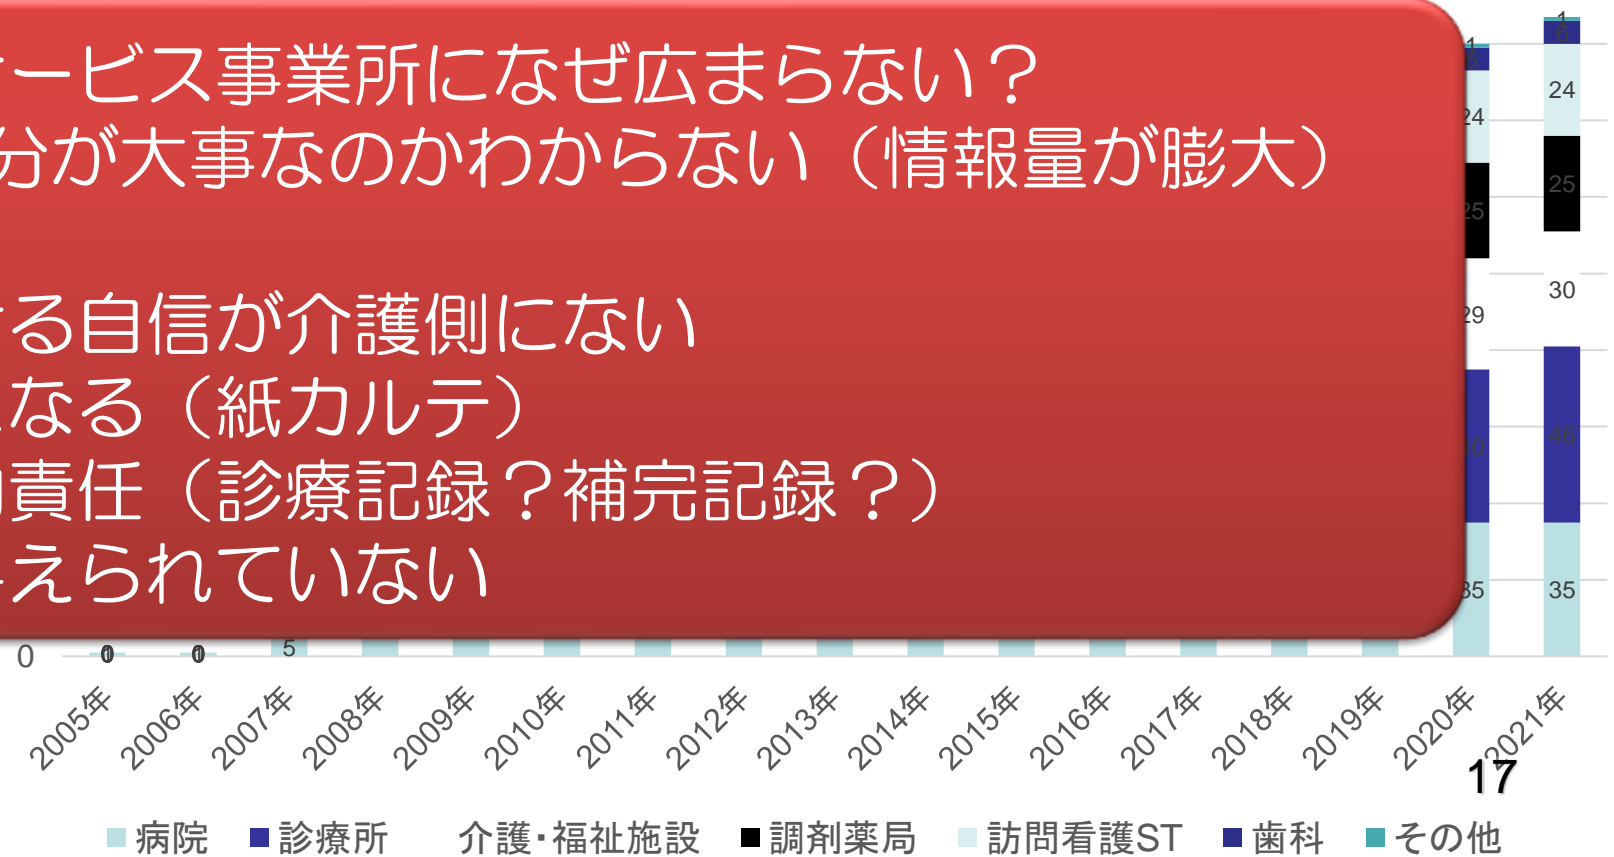 ービス事業所になぜ広まらない？
分が大事なのかわからない（情報量が膨大）
る自信が介護側にない
なる（紙カルテ）
責任（診療記録？補完記録？）
えられていない
1
6
24
25
30
46
35
24
25
29
35
0
0
0
5
2005年
2006年
2007年
2008年
2009年
2010年
2011年
2012年
2013年
2014年
2015年
2016年
2017年
2018年
2019年
2020年
2021年
17
病院 診療所 介護・福祉施設 調剤薬局 訪問看護ST 歯科 その他